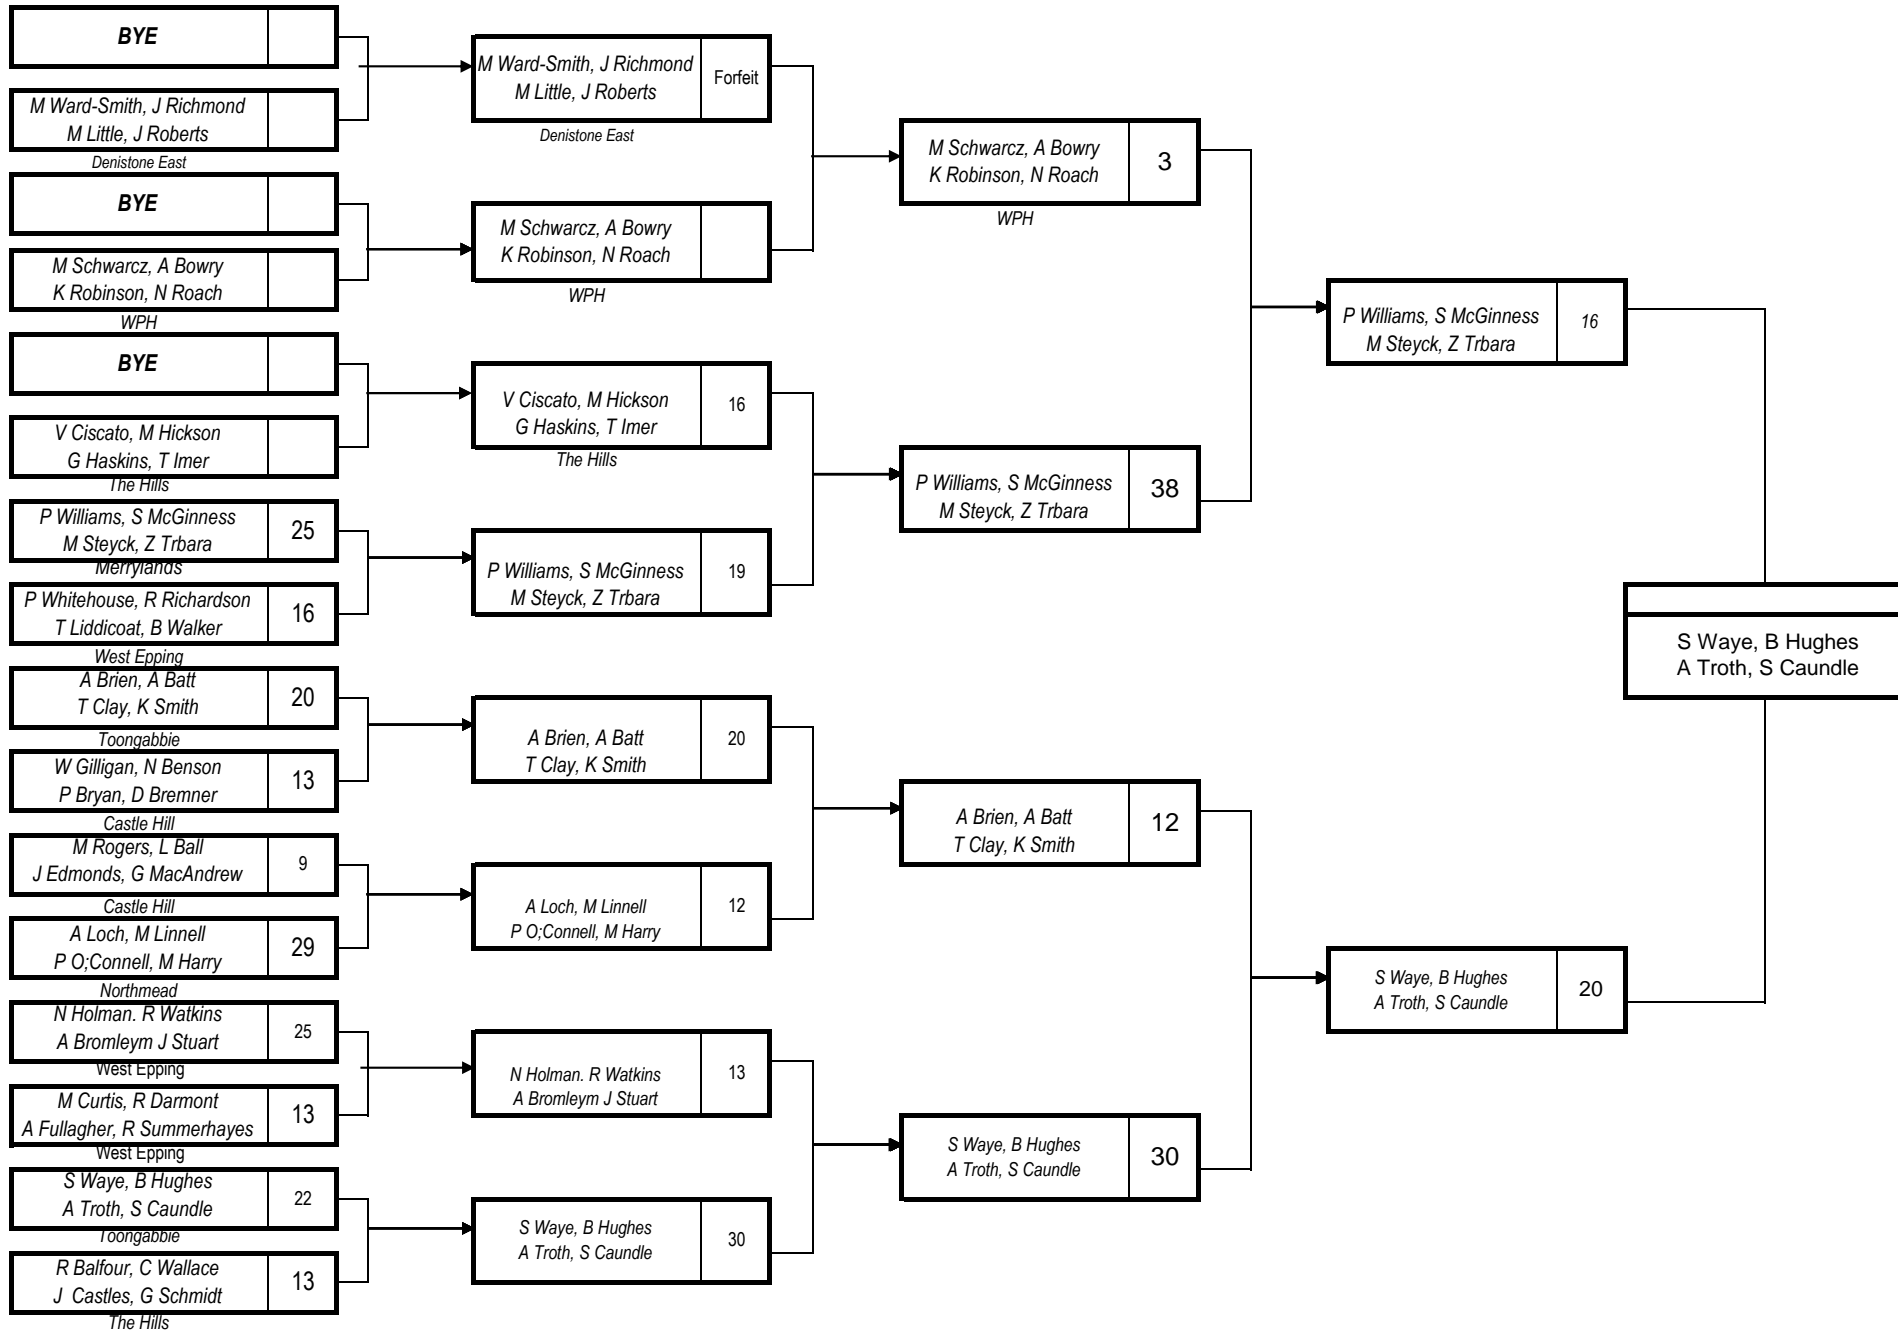 BYE
M Ward-Smith, J Richmond
M Little, J Roberts
Denistone East
BYE
M Schwarcz, A Bowry
K Robinson, N Roach
WPH
BYE
V Ciscato, M Hickson
G Haskins, T Imer
The Hills
P Williams, S McGinness
M Steyck, Z Trbara
25
Merrylands
P Whitehouse, R Richardson
T Liddicoat, B Walker
16
West Epping
A Brien, A Batt
T Clay, K Smith
20
Toongabbie
W Gilligan, N Benson
P Bryan, D Bremner
13
Castle Hill
M Rogers, L Ball
J Edmonds, G MacAndrew
9
Castle Hill
A Loch, M Linnell
P O;Connell, M Harry
29
Northmead
N Holman. R Watkins
A Bromleym J Stuart
25
West Epping
M Curtis, R Darmont
A Fullagher, R Summerhayes
13
West Epping
S Waye, B Hughes
A Troth, S Caundle
22
Toongabbie
R Balfour, C Wallace
J  Castles, G Schmidt
13
The Hills
M Ward-Smith, J Richmond
M Little, J Roberts
Forfeit
Denistone East
M Schwarcz, A Bowry
K Robinson, N Roach
WPH
V Ciscato, M Hickson
G Haskins, T Imer
16
The Hills
P Williams, S McGinness
M Steyck, Z Trbara
19
A Brien, A Batt
T Clay, K Smith
20
A Loch, M Linnell
P O;Connell, M Harry
12
N Holman. R Watkins
A Bromleym J Stuart
13
S Waye, B Hughes
A Troth, S Caundle
30
M Schwarcz, A Bowry
K Robinson, N Roach
3
WPH
P Williams, S McGinness
M Steyck, Z Trbara
38
A Brien, A Batt
T Clay, K Smith
12
S Waye, B Hughes
A Troth, S Caundle
30
P Williams, S McGinness
M Steyck, Z Trbara
16
S Waye, B Hughes
A Troth, S Caundle
20
S Waye, B Hughes
A Troth, S Caundle